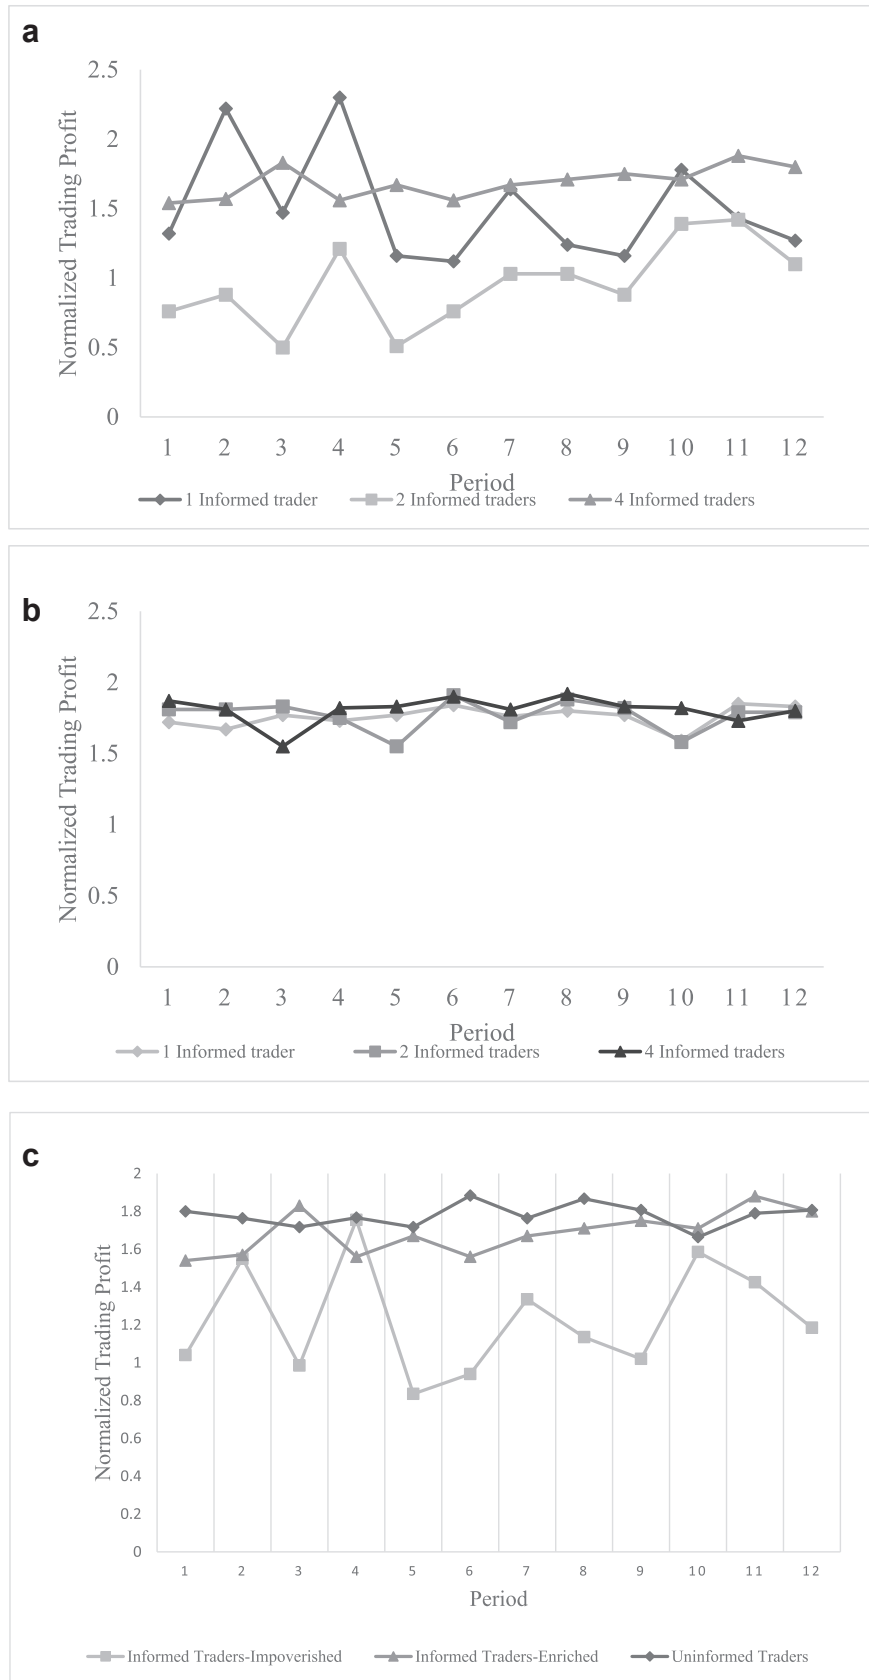 a
Normalized Trading Profit
2.5
2
1.5
1
0.5
0
1 2 3 4 5 6 7 8 9 10 11 12
Period
1 Informed trader 2 Informed traders 4 Informed traders
b
Normalized Trading Profit
2.5
2
1.5
1
0.5
0
1 2 3 4 5 6 7 8 9 10 11 12
Period
1 Informed trader 2 Informed traders 4 Informed traders
c
Normalized Trading Profit
2
1.8
1.6
1.4
1.2
1
0.8
0.6
0.4
0.2
0
1 2 3 4 5 6 7 8 9 10 11 12
Period
Informed Traders-Impoverished Informed Traders-Enriched Uninformed Traders